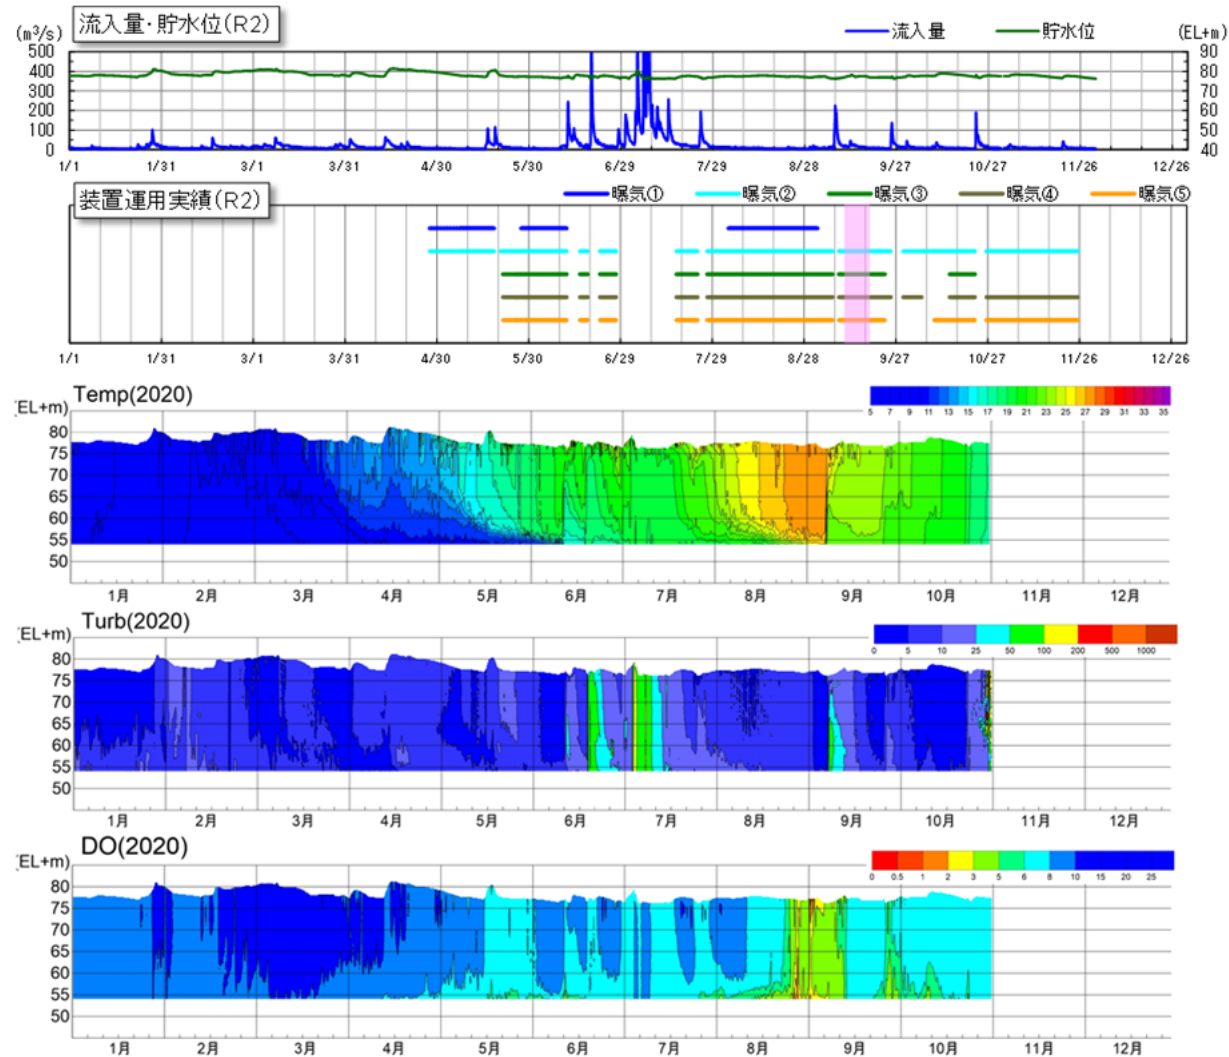 流入量・貯水位(R2)
(m³/s) 流入量 貯水位 (EL+m)
500 90
400 80
300 70
200 60
100 50
0 40
1/1 1/31 3/1 3/31 4/30 5/30 6/29 7/29 8/28 9/27 10/27 11/26 12/26
装置運用実績(R2)
曝気① 曝気② 曝気③ 曝気④ 曝気⑤
1/1 1/31 3/1 3/31 4/30 5/30 6/29 7/29 8/28 9/27 10/27 11/26 12/26
Temp(2020)
(EL+m)
5 7 9 11 13 15 17 19 21 23 25 27 29 31 33 35
80
75
70
65
60
55
50
1月 2月 3月 4月 5月 6月 7月 8月 9月 10月 11月 12月
Turb(2020)
(EL+m)
0 5 10 25 50 100 200 500 1000
80
75
70
65
60
55
50
1月 2月 3月 4月 5月 6月 7月 8月 9月 10月 11月 12月
DO(2020)
(EL+m)
0 0.5 1 2 3 5 6 8 10 15 20 25
80
75
70
65
60
55
50
1月 2月 3月 4月 5月 6月 7月 8月 9月 10月 11月 12月